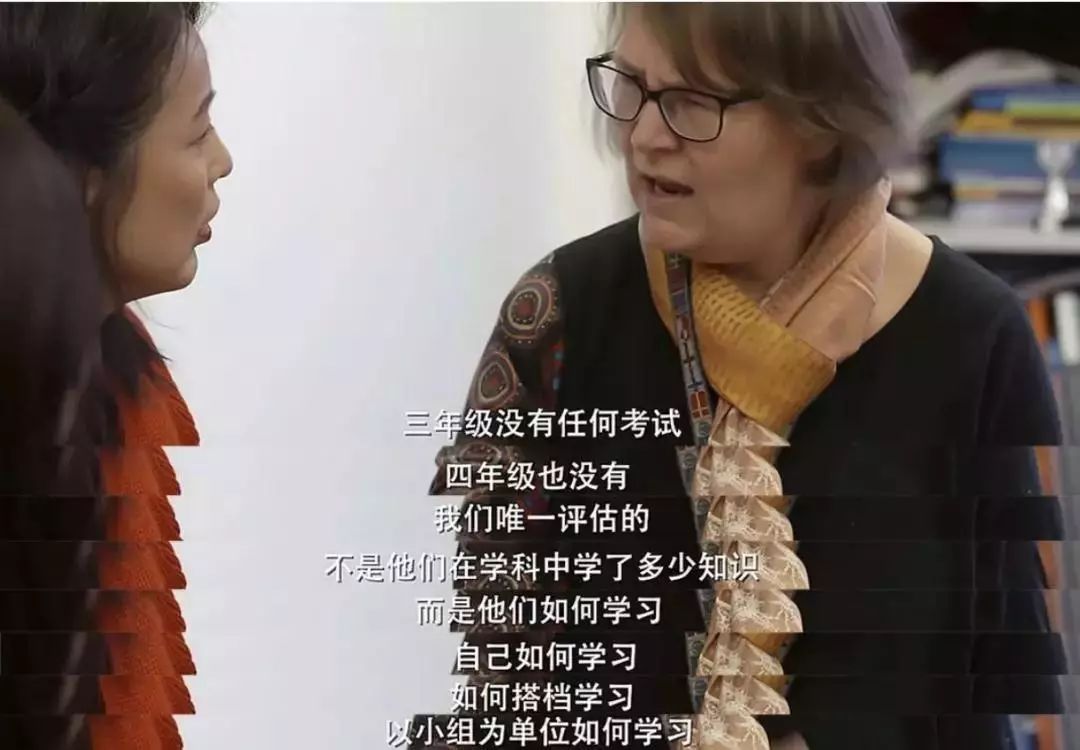 三年级没有任何考试
四年级也没有
我们唯一评估的
不是他们在学科中学了多少知识
而是他们如何学习
自己如何学习
如何搭档学习
以小组为单位如何学习